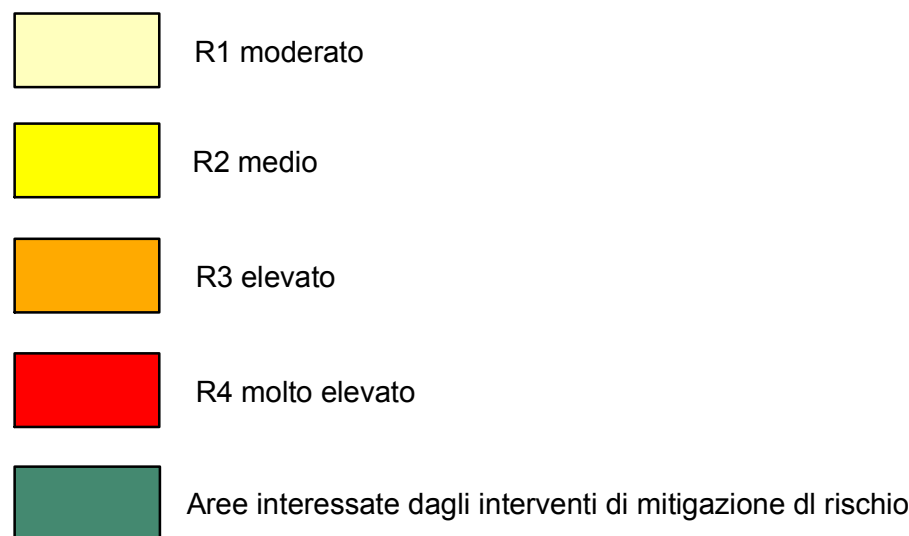 R1 moderato
R2 medio
R3 elevato
R4 molto elevato
Aree interessate dagli interventi di mitigazione dl rischio